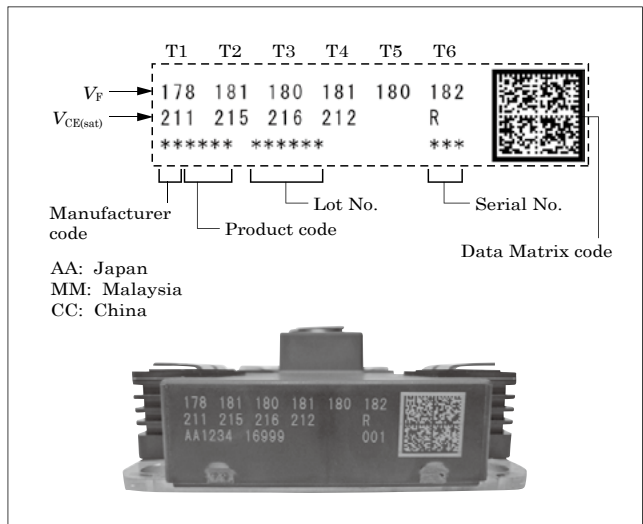 T1 T2 T3 T4 T5 T6
V_F 178 181 180 181 180 182
V_CE(sat) 211 215 216 212 R
****** ****** ***
Manufacturer code
Product code
Lot No.
Serial No.
Data Matrix code
AA: Japan
MM: Malaysia
CC: China
178 181 180 181 180 182
211 215 216 212 R
AA1234 16999 001